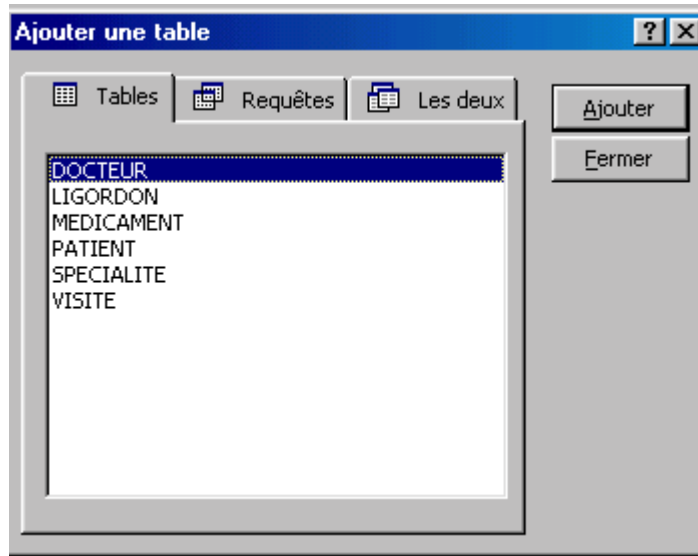 Ajouter une table
Tables
Requêtes
Les deux
Ajouter
Fermer
DOCTEUR
LIGORDON
MEDICAMENT
PATIENT
SPECIALITE
VISITE